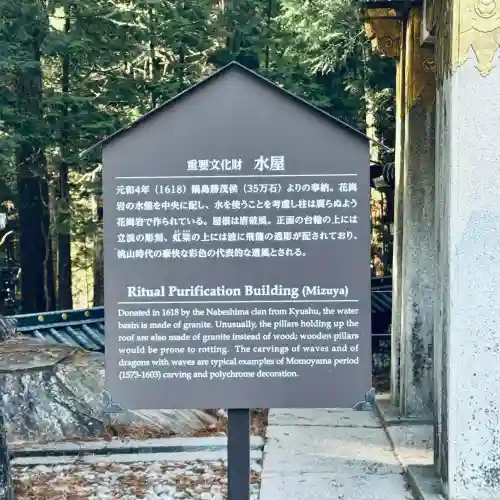 重要文化財 水屋
元和4年（1618）鍋島勝茂侯（35万石）よりの奉納。花崗
岩の水盤を中央に配し、水を使うことを考慮し柱は腐らぬよう
花崗岩で作られている。屋根は唐破風。正面の台輪の上には
立浪の彫刻、虹梁の上には波に飛龍の透彫が配されており、
桃山時代の豪快な彩色の代表的な遺風とされる。
Ritual Purification Building (Mizuya)
Donated in 1618 by the Nabeshima clan from Kyushu, the water
basin is made of granite. Unusually, the pillars holding up the
roof are also made of granite instead of wood; wooden pillars
would be prone to rotting. The carvings of waves and of
dragons with waves are typical examples of Momoyama period
(1573-1603) carving and polychrome decoration.